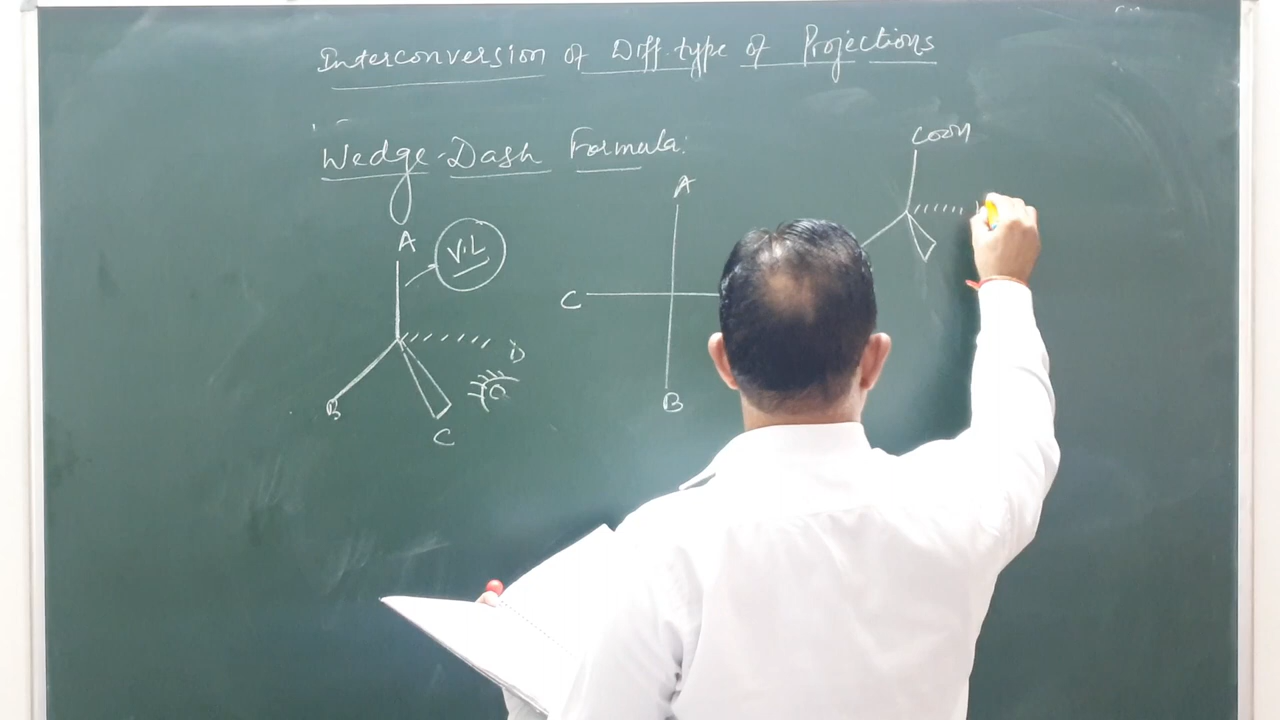 Interconversion of Diff. type of Projections
Wedge-Dash Formula:
A
V.L
D
B
C
A
C
B
COOH